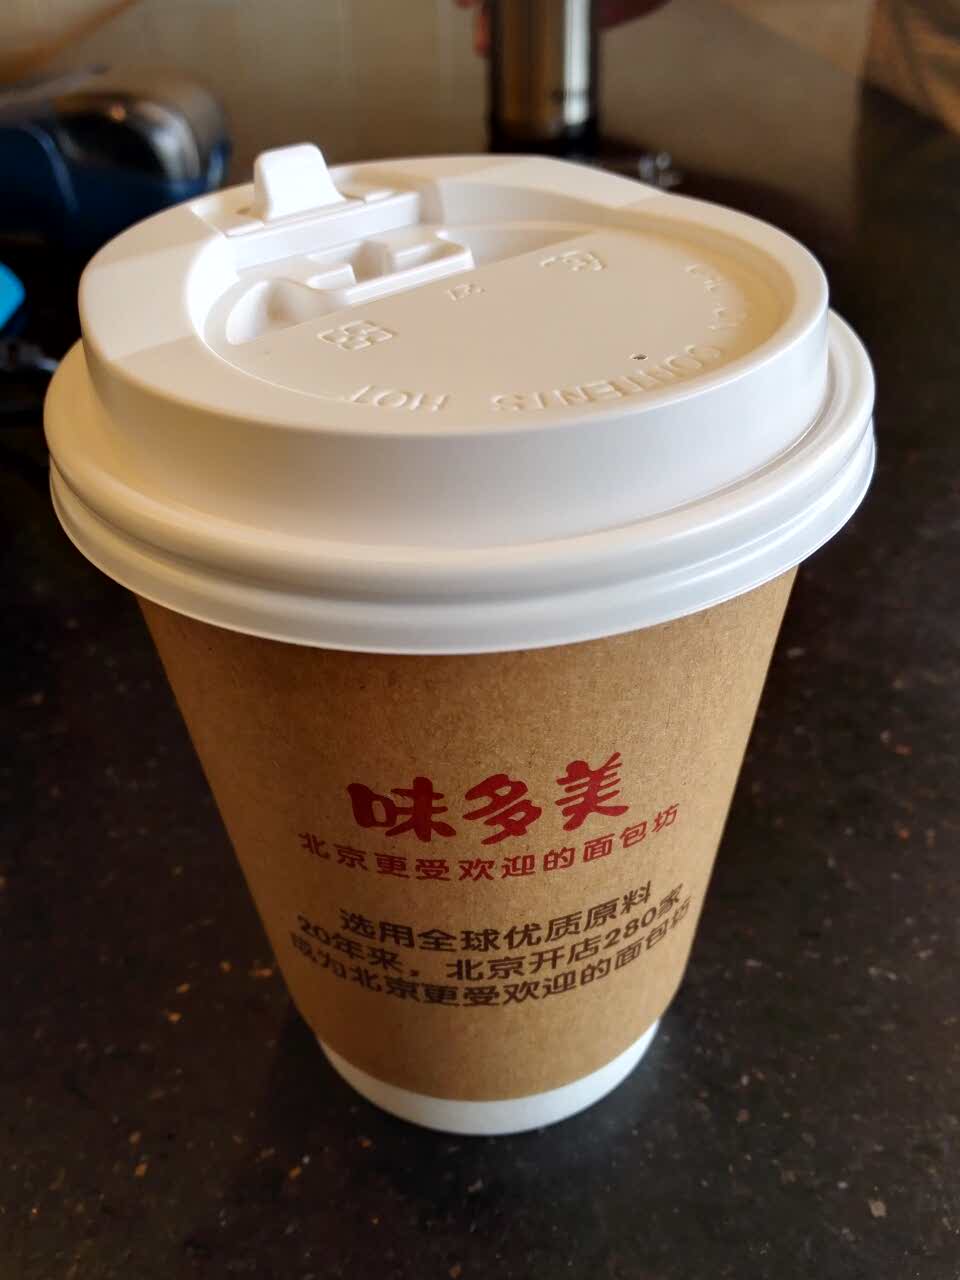 CONTENTS HOT
味多美
北京更受欢迎的面包坊
选用全球优质原料
20年来，北京开店280家
成为北京更受欢迎的面包坊